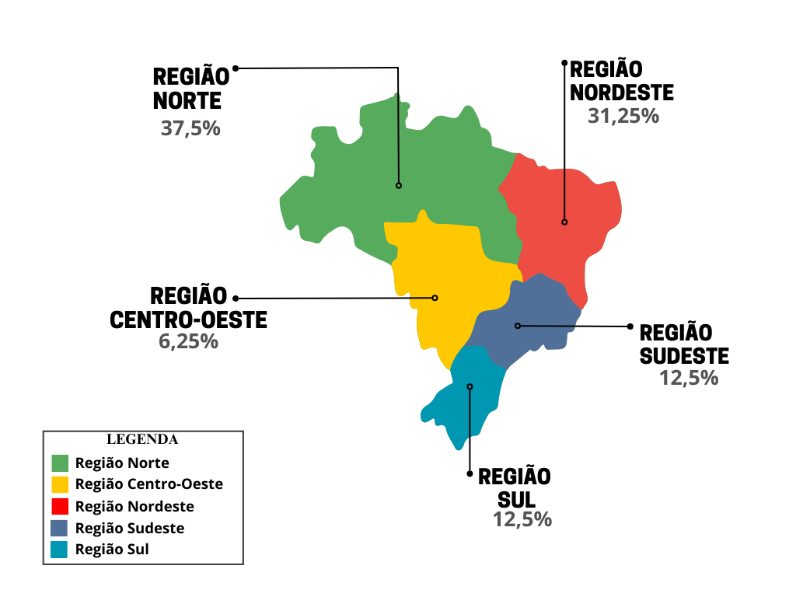 REGIÃO
NORTE
37,5%
REGIÃO
NORDESTE
31,25%
REGIÃO
CENTRO-OESTE
6,25%
REGIÃO
SUDESTE
12,5%
REGIÃO
SUL
12,5%
LEGENDA
Região Norte
Região Centro-Oeste
Região Nordeste
Região Sudeste
Região Sul